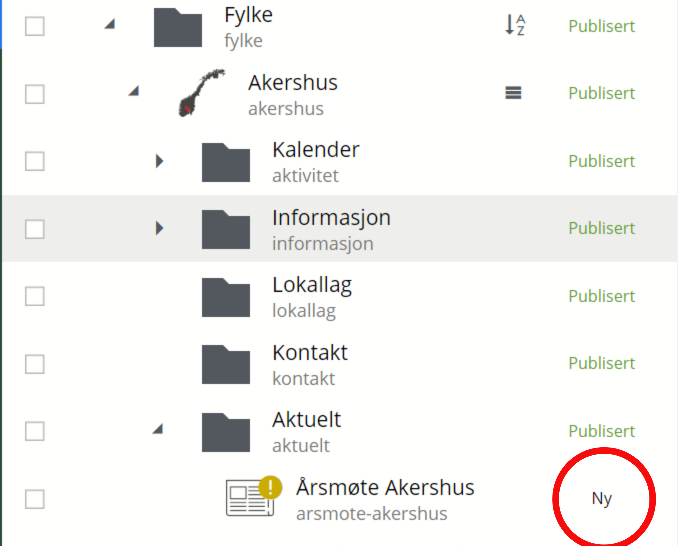 Fylke
fylke
A
Z
Publisert
Akershus
akershus
Publisert
Kalender
aktivitet
Publisert
Informasjon
informasjon
Publisert
Lokallag
lokallag
Publisert
Kontakt
kontakt
Publisert
Aktuelt
aktuelt
Publisert
!
Årsmøte Akershus
arsmote-akershus
Ny